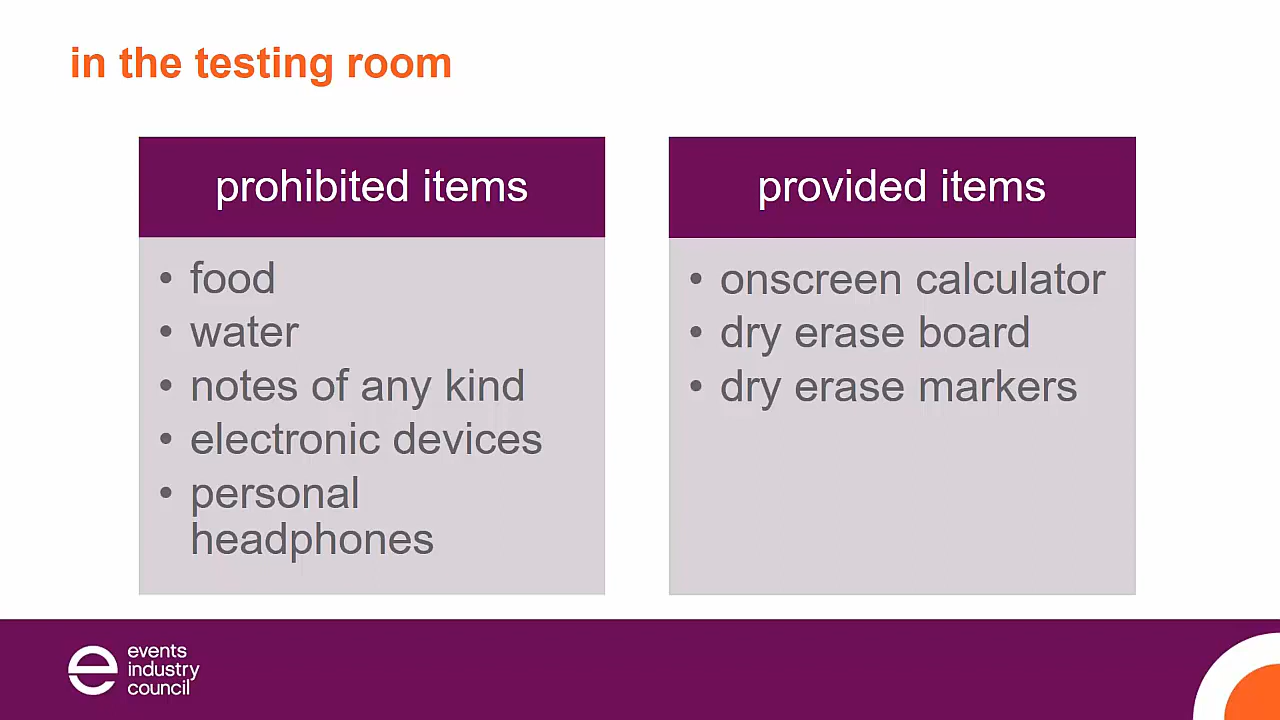 in the testing room
prohibited items
• food
• water
• notes of any kind
• electronic devices
• personal
headphones
provided items
• onscreen calculator
• dry erase board
• dry erase markers
events
industry
council